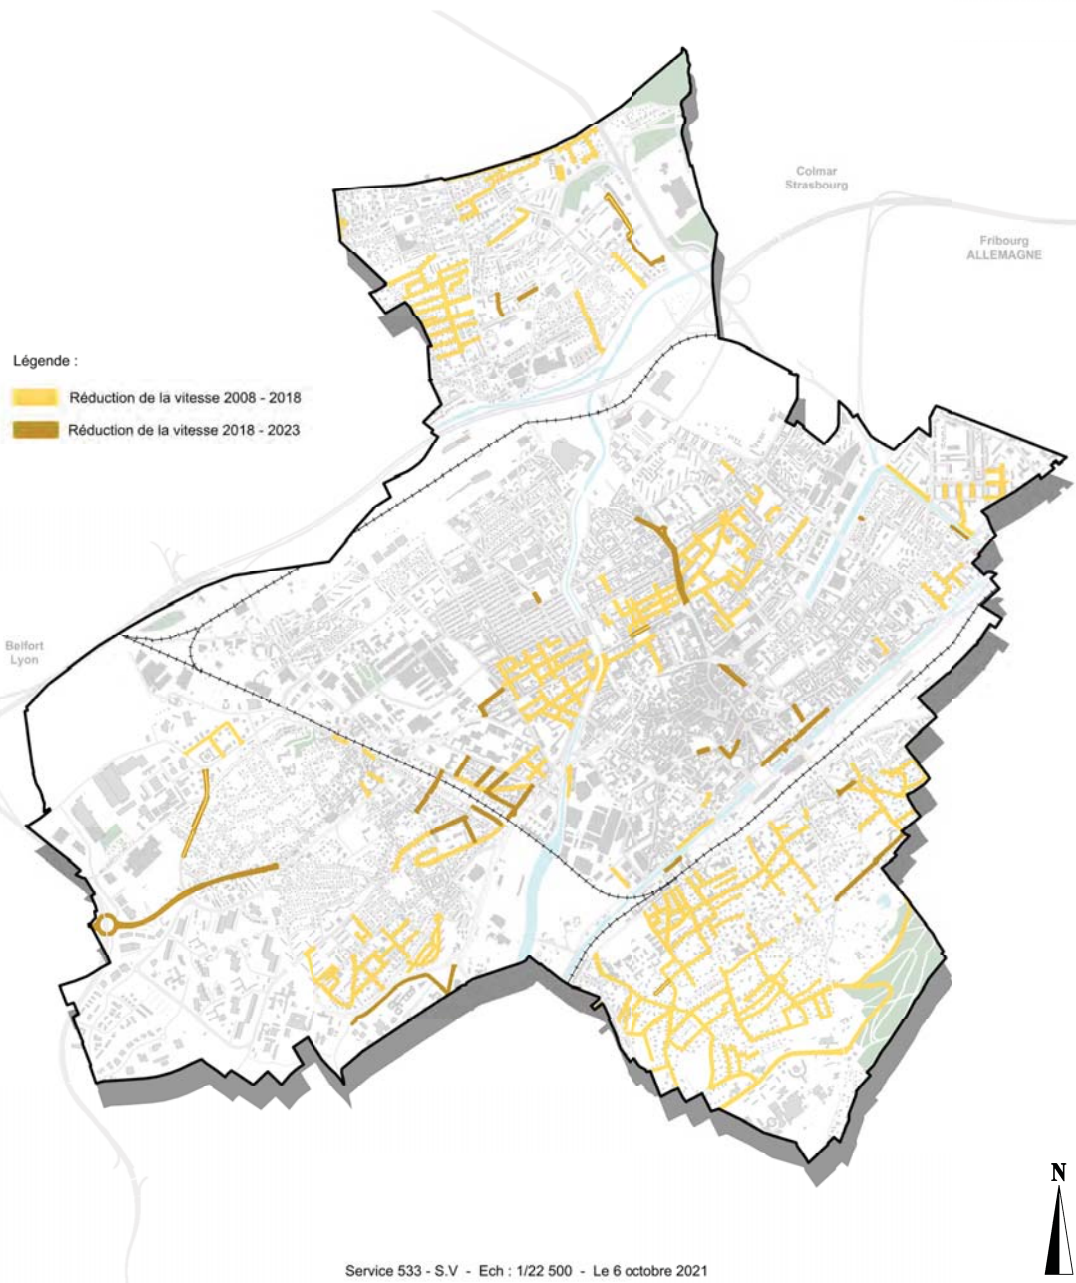 Colmar
Strasbourg
Fribourg
ALLEMAGNE
Légende :
Réduction de la vitesse 2008 - 2018
Réduction de la vitesse 2018 - 2023
Belfort
Lyon
N
Service 533 - S.V - Ech : 1/22 500 - Le 6 octobre 2021